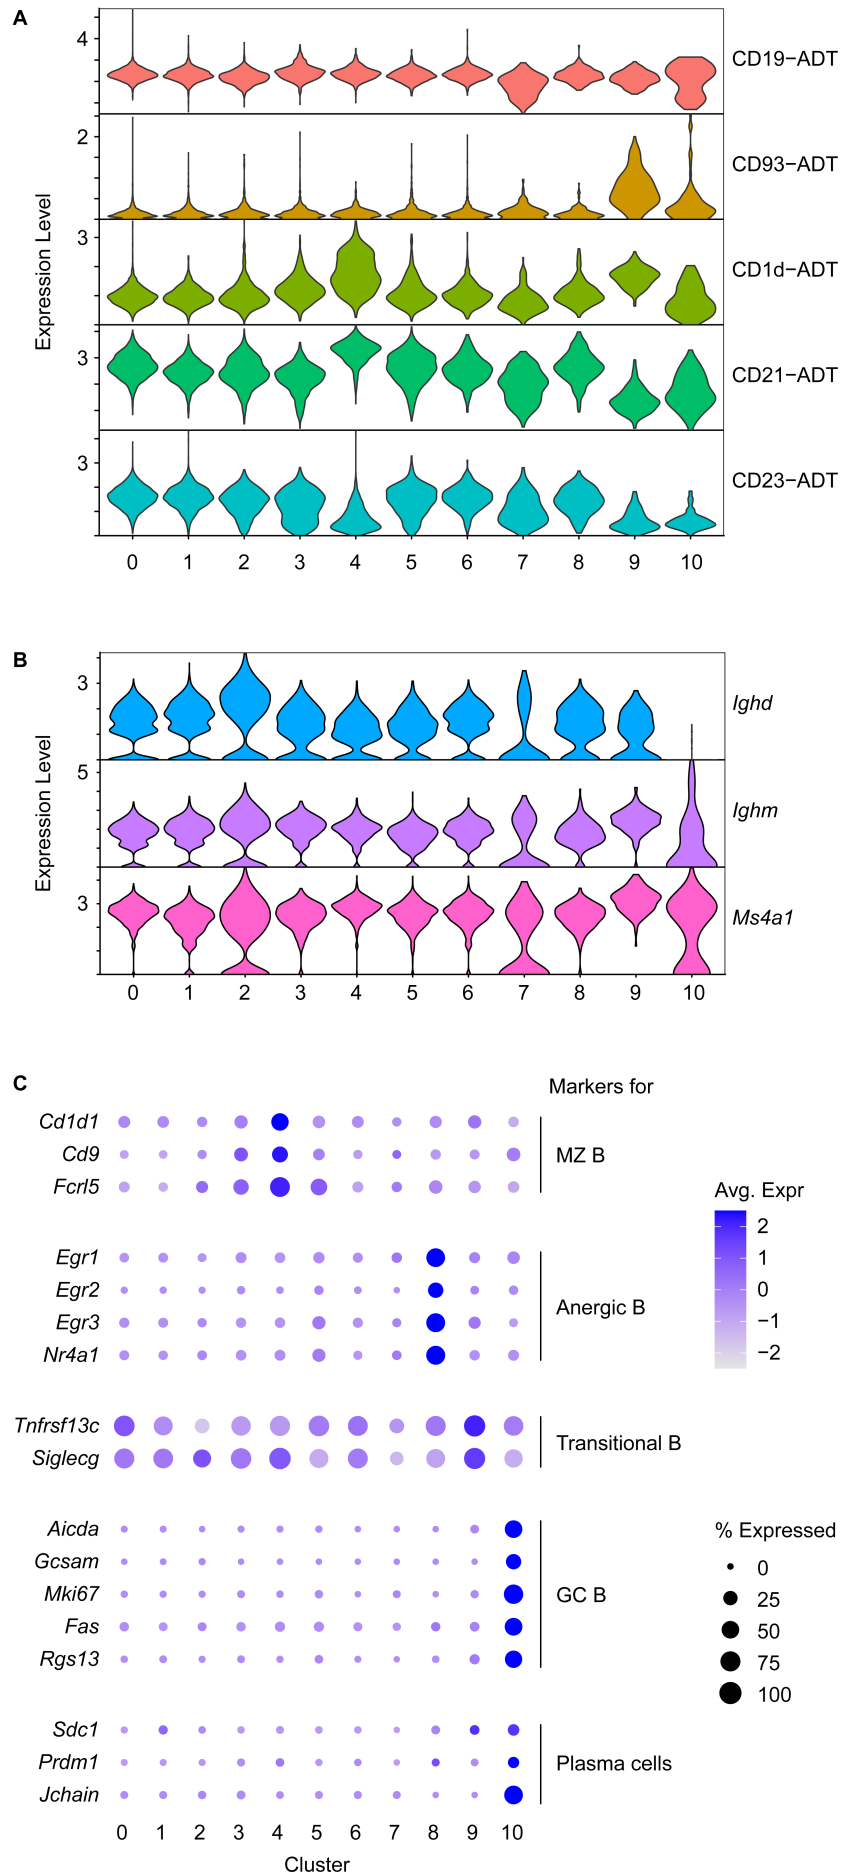 A
4
CD19−ADT
2
CD93−ADT
3
CD1d−ADT
3
CD21−ADT
3
CD23−ADT
Expression Level
0 1 2 3 4 5 6 7 8 9 10
B
3
Ighd
5
Ighm
3
Ms4a1
Expression Level
0 1 2 3 4 5 6 7 8 9 10
C
Markers for
Cd1d1
Cd9
Fcrl5
MZ B
Egr1
Egr2
Egr3
Nr4a1
Anergic B
Tnfrsf13c
Siglecg
Transitional B
Aicda
Gcsam
Mki67
Fas
Rgs13
GC B
Sdc1
Prdm1
Jchain
Plasma cells
0 1 2 3 4 5 6 7 8 9 10
Cluster
Avg. Expr
2
1
0
−1
−2
% Expressed
0
25
50
75
100